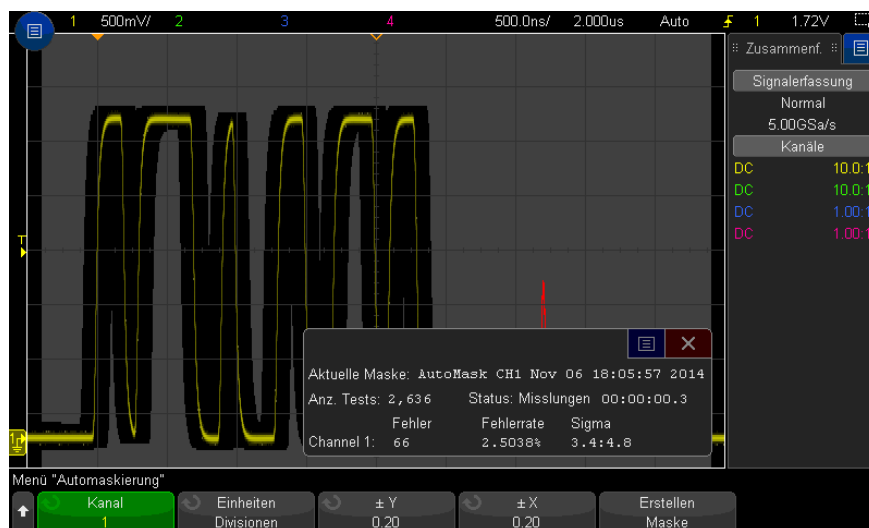 1 500mV/ 2 3 4 500.0ns/ 2.000us Auto 1 1.72V
Zusammenf.
Signalerfassung
Normal
5.00GSa/s
Kanäle
DC 10.0:1
DC 10.0:1
DC 1.00:1
DC 1.00:1
T
1
Aktuelle Maske: AutoMask CH1 Nov 06 18:05:57 2014
Anz. Tests: 2,636 Status: Misslungen 00:00:00.3
Fehler Fehlerrate Sigma
Channel 1: 66 2.5038% 3.4:4.8
Menü "Automaskierung"
Kanal Einheiten ± Y ± X Erstellen
1 Divisionen 0.20 0.20 Maske